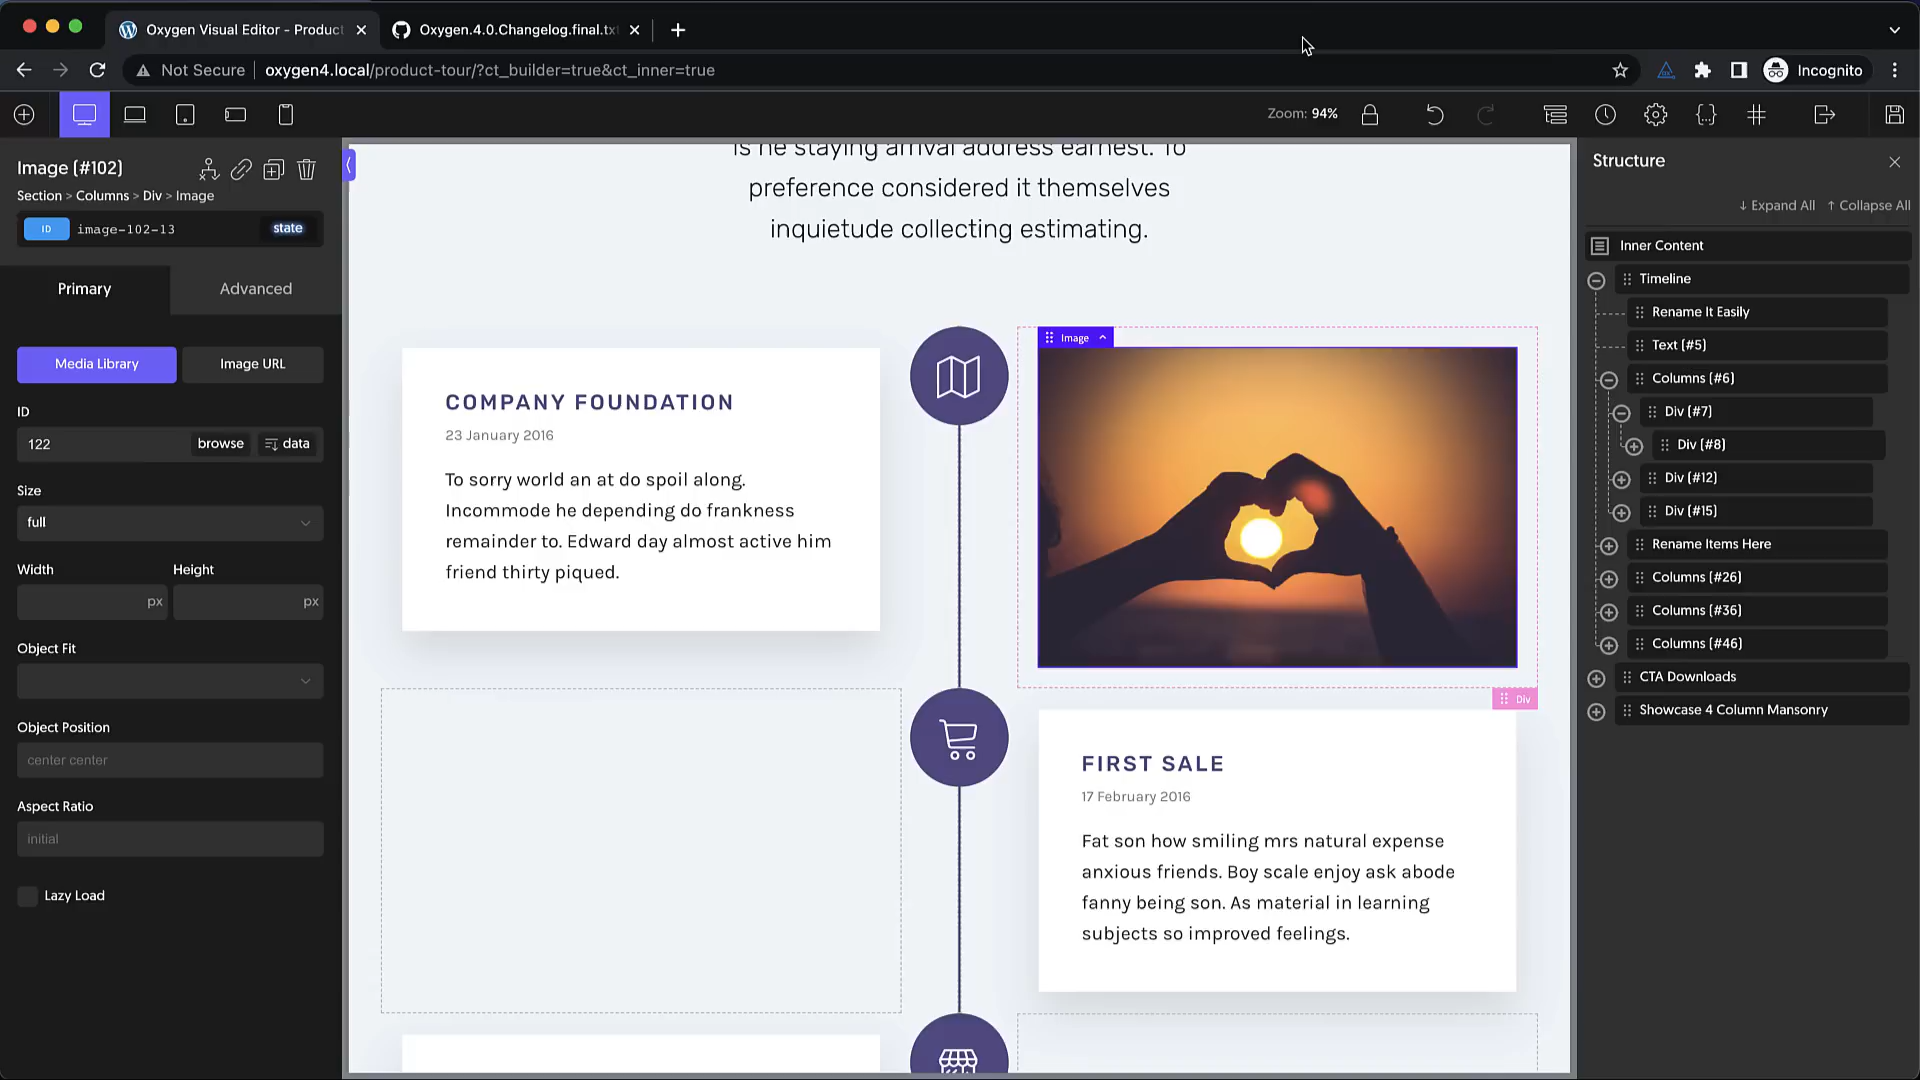 Oxygen Visual Editor - Product
Oxygen.4.0.Changelog.final.tx
Not Secure
oxygen4.local/product-tour/?ct_builder=true&ct_inner=true
Incognito
Zoom: 94%
Image (#102)
Section > Columns > Div > Image
ID
image-102-13
state
Primary
Advanced
Media Library
Image URL
ID
122
browse
data
Size
full
Width
Height
px
px
Object Fit
Object Position
center center
Aspect Ratio
initial
Lazy Load
is he staying arrival address earnest. To
preference considered it themselves
inquietude collecting estimating.
COMPANY FOUNDATION
23 January 2016
To sorry world an at do spoil along.
Incommode he depending do frankness
remainder to. Edward day almost active him
friend thirty piqued.
Image
Div
FIRST SALE
17 February 2016
Fat son how smiling mrs natural expense
anxious friends. Boy scale enjoy ask abode
fanny being son. As material in learning
subjects so improved feelings.
Structure
Expand All
Collapse All
Inner Content
Timeline
Rename It Easily
Text (#5)
Columns (#6)
Div (#7)
Div (#8)
Div (#12)
Div (#15)
Rename Items Here
Columns (#26)
Columns (#36)
Columns (#46)
CTA Downloads
Showcase 4 Column Mansonry